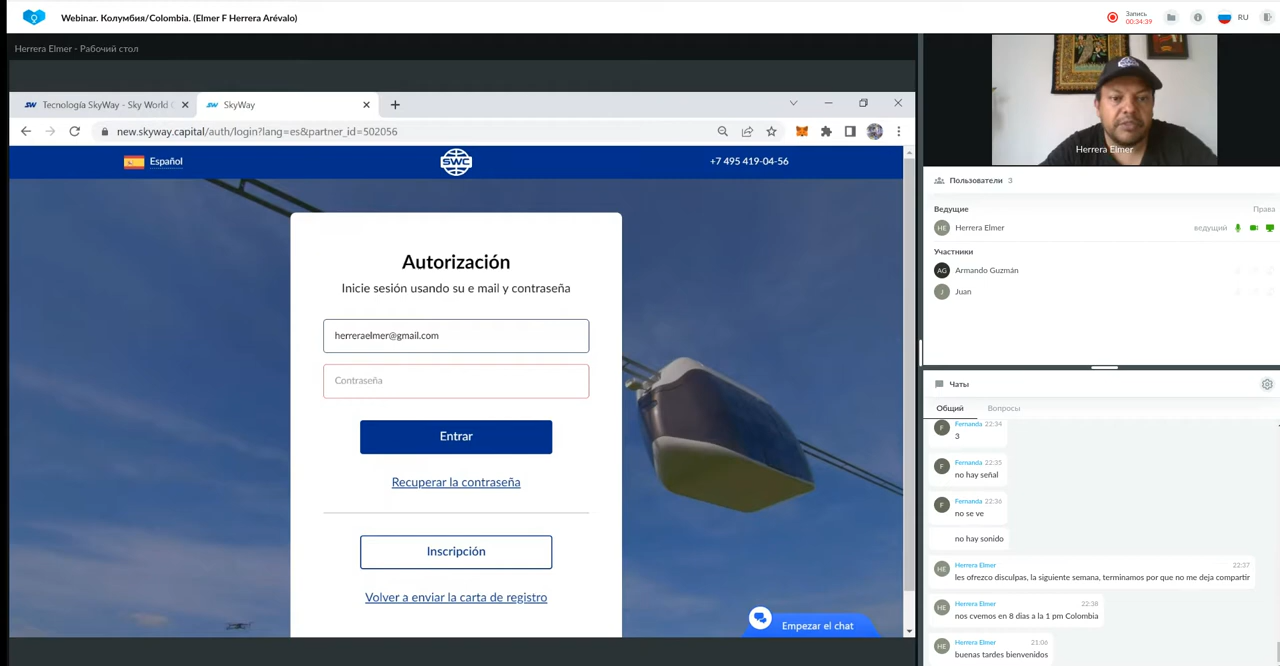 Webinar. Колумбия/Colombia. (Elmer F Herrera Arévalo)
Запись
00:34:39
RU
Herrera Elmer - Рабочий стол
Tecnología SkyWay - Sky World C
SkyWay
new.skyway.capital/auth/login?lang=es&partner_id=502056
Español
SWC
+7 495 419-04-56
Autorización
Inicie sesión usando su e mail y contraseña
herreraelmer@gmail.com
Contraseña
Entrar
Recuperar la contraseña
Inscripción
Volver a enviar la carta de registro
Empezar el chat
Herrera Elmer
Пользователи 3
Ведущие Права
HE Herrera Elmer ведущий
Участники
AG Armando Guzmán
J Juan
Чаты
Общий Вопросы
F Fernanda 22:34
3
F Fernanda 22:35
no hay señal
F Fernanda 22:36
no se ve
no hay sonido
HE Herrera Elmer 22:37
les ofrezco disculpas, la siguiente semana, terminamos por que no me deja compartir
HE Herrera Elmer 22:38
nos cvemos en 8 dias a la 1 pm Colombia
HE Herrera Elmer 21:06
buenas tardes bienvenidos